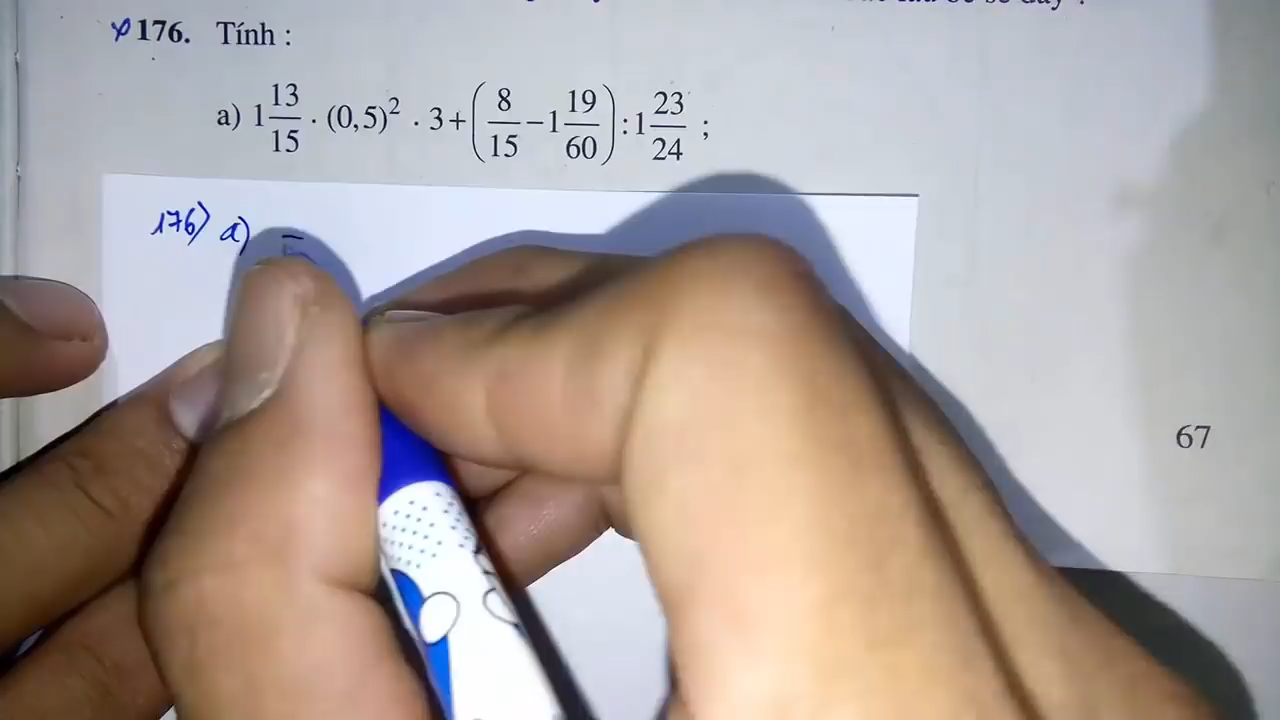 176. Tính :
a) 1 13/15 . (0,5)² . 3 + (8/15 − 1 19/60) : 1 23/24 ;
176) a)
67